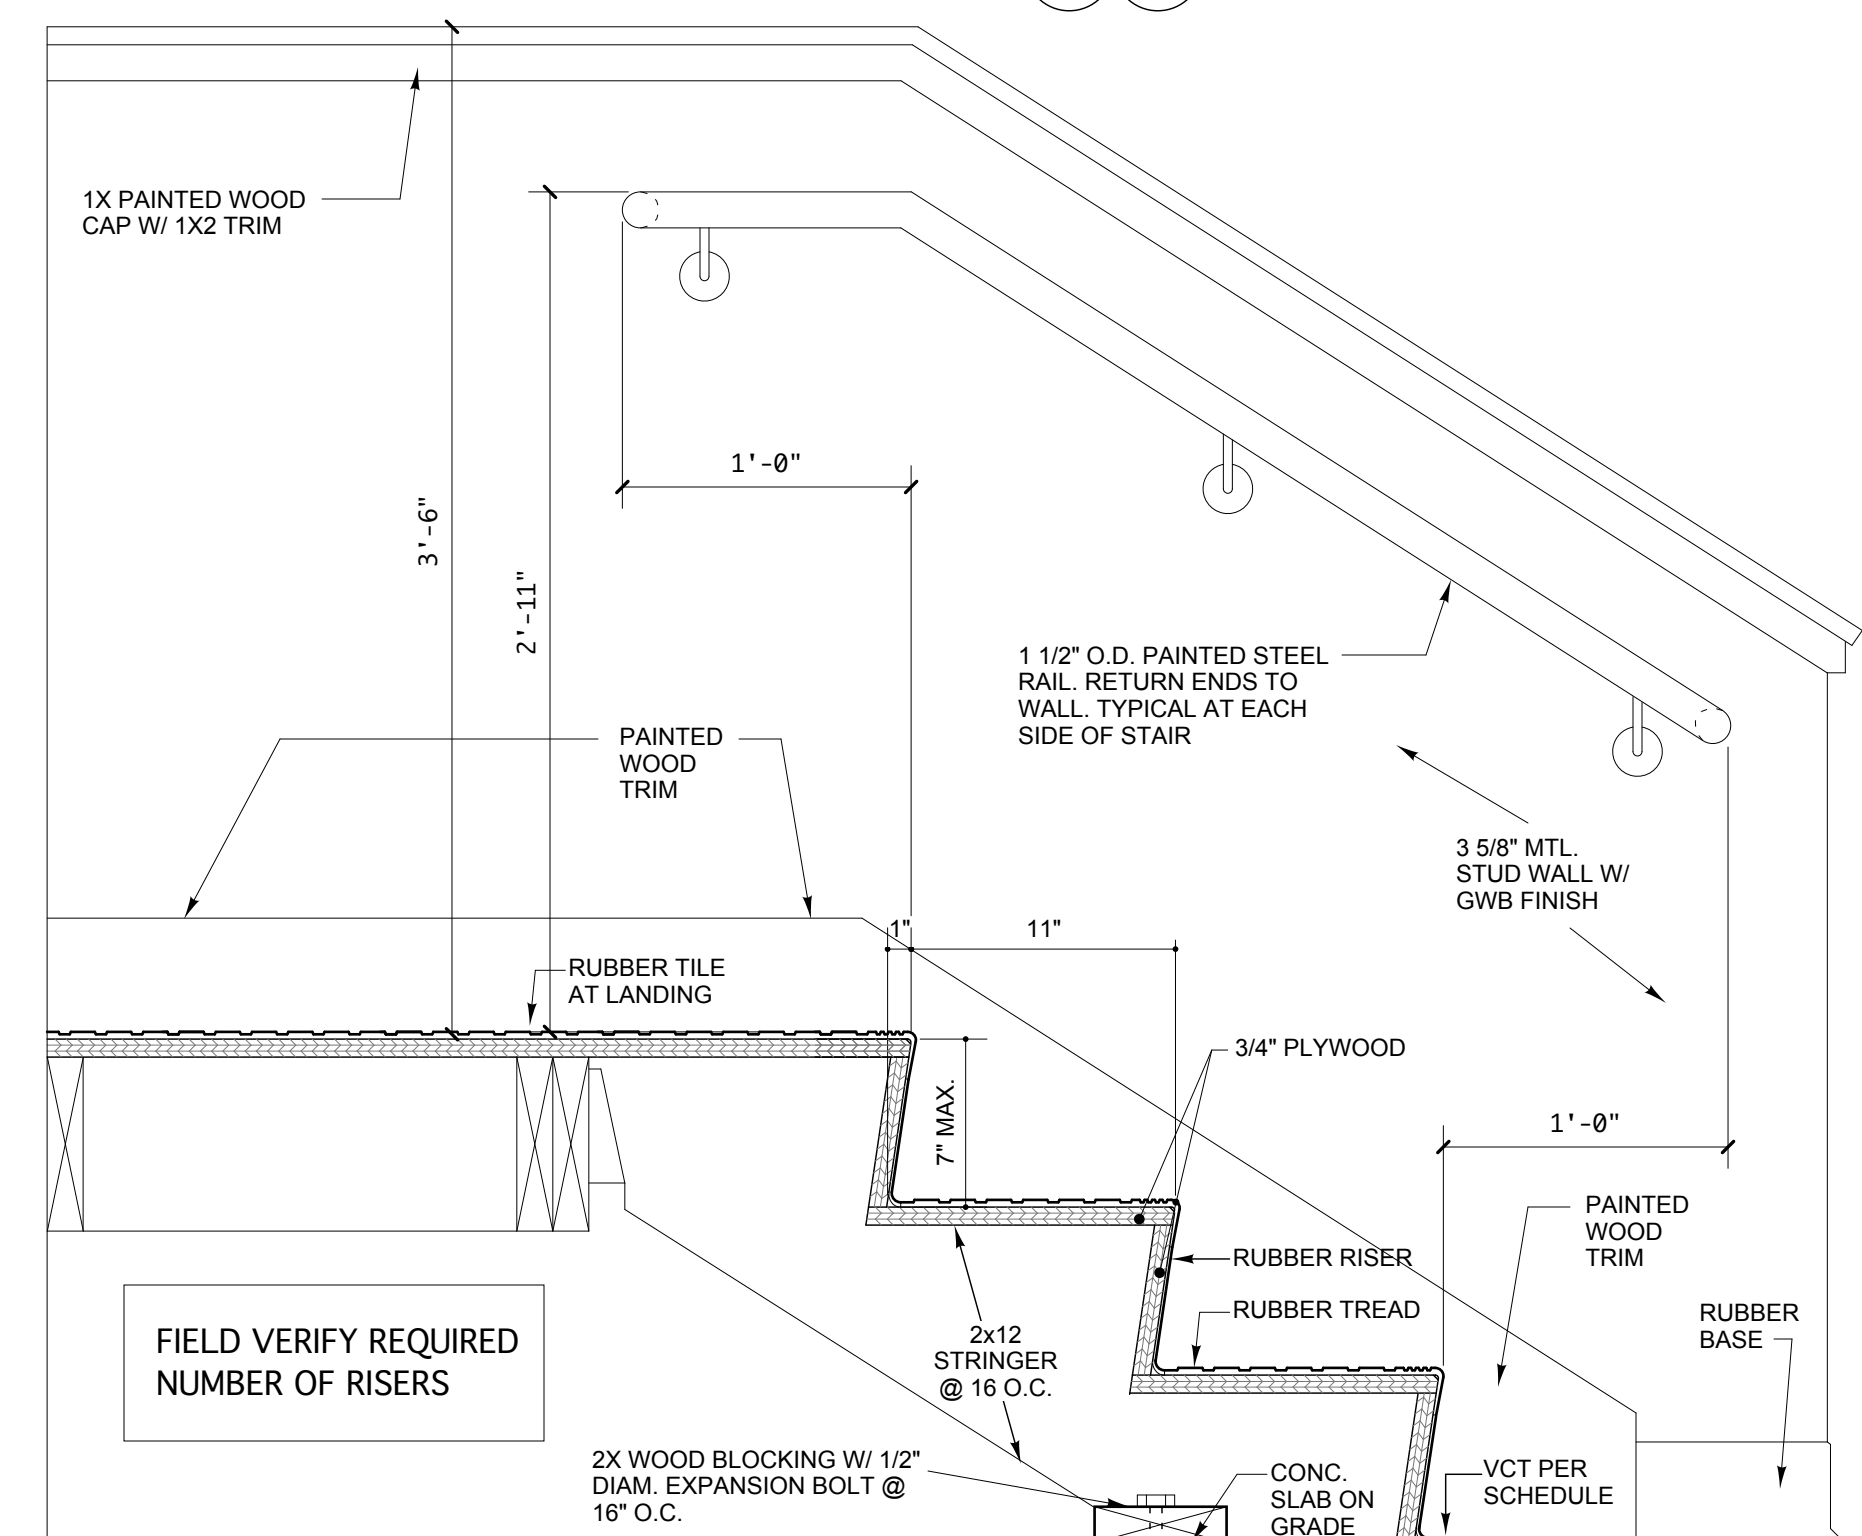 1X PAINTED WOOD
CAP W/ 1X2 TRIM
1'-0"
3'-6"
2'-11"
1 1/2" O.D. PAINTED STEEL
RAIL. RETURN ENDS TO
WALL. TYPICAL AT EACH
SIDE OF STAIR
PAINTED
WOOD
TRIM
3 5/8" MTL.
STUD WALL W/
GWB FINISH
1"
11"
RUBBER TILE
AT LANDING
3/4" PLYWOOD
7" MAX.
1'-0"
PAINTED
WOOD
TRIM
RUBBER RISER
RUBBER TREAD
RUBBER
BASE
2x12
STRINGER
@ 16 O.C.
FIELD VERIFY REQUIRED
NUMBER OF RISERS
2X WOOD BLOCKING W/ 1/2"
DIAM. EXPANSION BOLT @
16" O.C.
CONC.
SLAB ON
GRADE
VCT PER
SCHEDULE